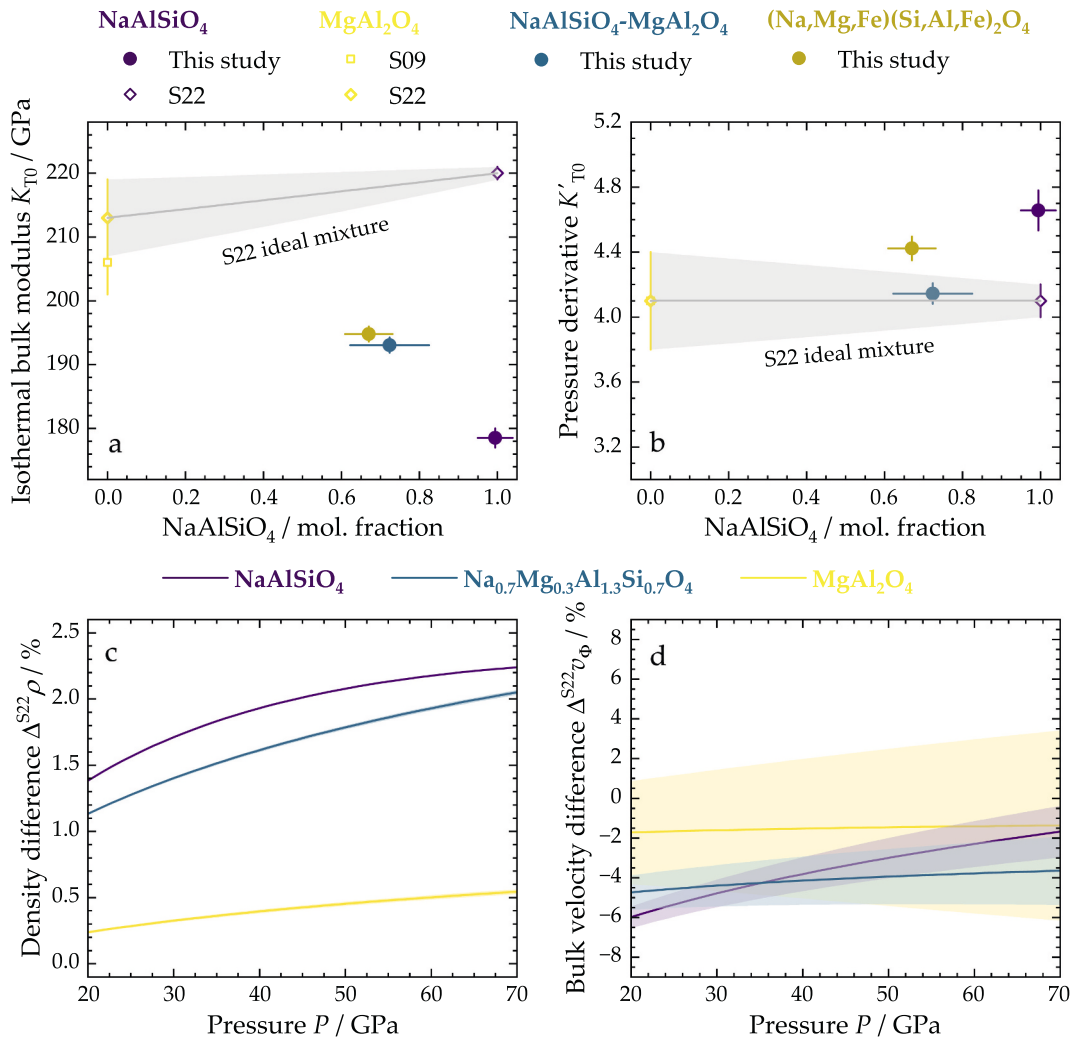 NaAlSiO₄ MgAl₂O₄ NaAlSiO₄-MgAl₂O₄ (Na,Mg,Fe)(Si,Al,Fe)₂O₄
This study S09 This study This study
S22 S22
Isothermal bulk modulus K_T0 / GPa
220
210
200
190
180
S22 ideal mixture
a
0.0 0.2 0.4 0.6 0.8 1.0
NaAlSiO₄ / mol. fraction
Pressure derivative K′_T0
5.2
4.8
4.4
4.0
3.6
3.2
S22 ideal mixture
b
0.0 0.2 0.4 0.6 0.8 1.0
NaAlSiO₄ / mol. fraction
NaAlSiO₄ Na₀.₇Mg₀.₃Al₁.₃Si₀.₇O₄ MgAl₂O₄
Density difference Δ^S22 ρ / %
2.5
2.0
1.5
1.0
0.5
0.0
c
20 30 40 50 60 70
Pressure P / GPa
Bulk velocity difference Δ^S22 v_Φ / %
8
6
4
2
0
−2
−4
−6
−8
d
20 30 40 50 60 70
Pressure P / GPa